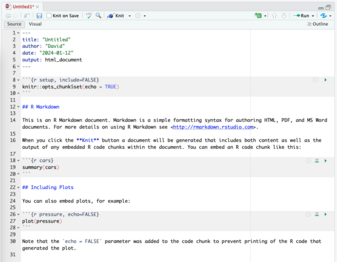 Untitled1*
Knit on Save
Knit
Run
Source Visual Outline
1 ---
2 title: "Untitled"
3 author: "David"
4 date: "2024-01-12"
5 output: html_document
6 ---
7
8 ```{r setup, include=FALSE}
9 knitr::opts_chunk$set(echo = TRUE)
10 ```
11
12 ## R Markdown
13
14 This is an R Markdown document. Markdown is a simple formatting syntax for authoring HTML, PDF, and MS Word
documents. For more details on using R Markdown see <http://rmarkdown.rstudio.com>.
15
16 When you click the **Knit** button a document will be generated that includes both content as well as the
output of any embedded R code chunks within the document. You can embed an R code chunk like this:
17
18 ```{r cars}
19 summary(cars)
20 ```
21
22 ## Including Plots
23
24 You can also embed plots, for example:
25
26 ```{r pressure, echo=FALSE}
27 plot(pressure)
28 ```
29
30 Note that the `echo = FALSE` parameter was added to the code chunk to prevent printing of the R code that
generated the plot.
31